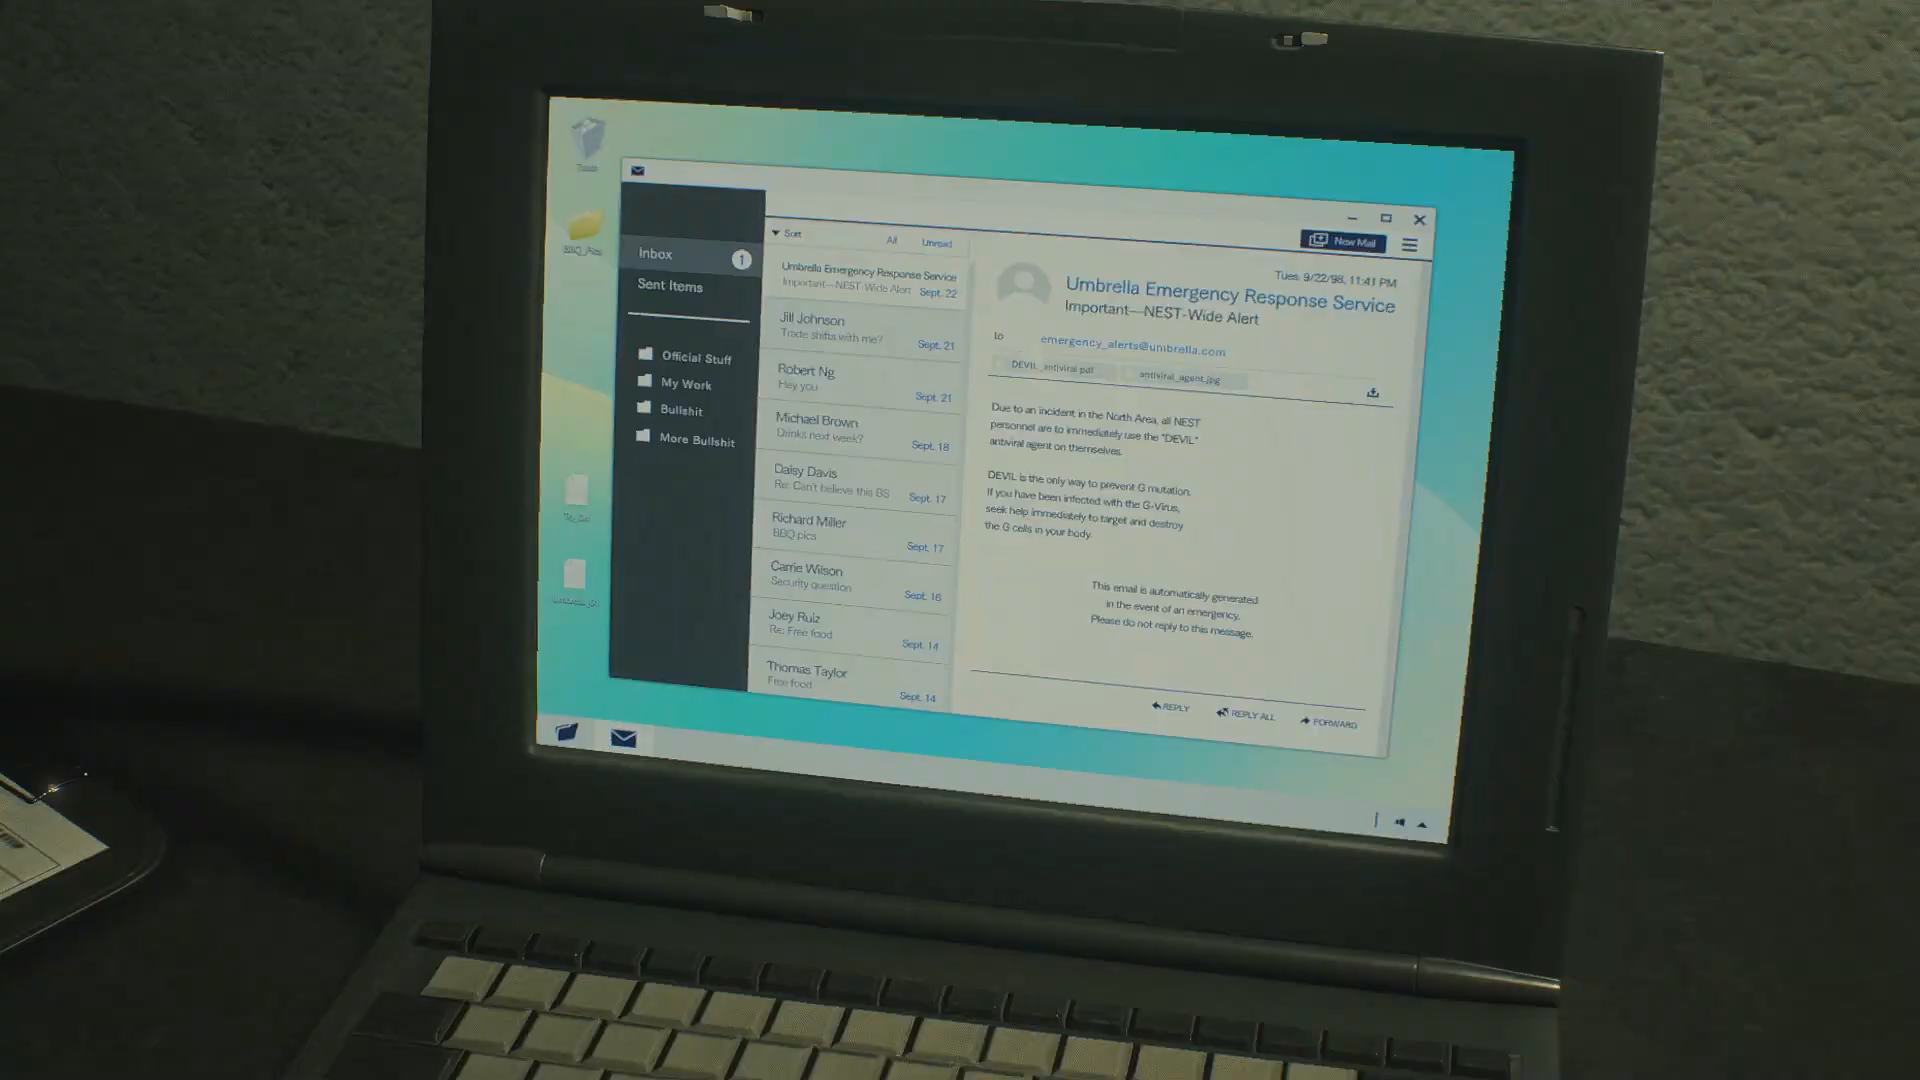 BBQ_Pics
Inbox
1
Sent Items
Official Stuff
My Work
Bullshit
More Bullshit
Sort
All
Unread
Umbrella Emergency Response Service
Important—NEST-Wide Alert
Sept. 22
Jill Johnson
Trade shifts with me?
Sept. 21
Robert Ng
Hey you
Sept. 21
Michael Brown
Drinks next week?
Sept. 18
Daisy Davis
Re: Can't believe this BS
Sept. 17
Richard Miller
BBQ pics
Sept. 17
Carrie Wilson
Security question
Sept. 16
Joey Ruiz
Re: Free food
Sept. 14
Thomas Taylor
Free food
Sept. 14
New Mail
Tues. 9/22/98, 11:41 PM
Umbrella Emergency Response Service
Important—NEST-Wide Alert
to
emergency_alerts@umbrella.com
DEVIL_antiviral.pdf
antiviral_agent.jpg
Due to an incident in the North Area, all NEST
personnel are to immediately use the "DEVIL"
antiviral agent on themselves.
DEVIL is the only way to prevent G mutation.
If you have been infected with the G-Virus,
seek help immediately to target and destroy
the G cells in your body.
This email is automatically generated
in the event of an emergency.
Please do not reply to this message.
REPLY
REPLY ALL
FORWARD